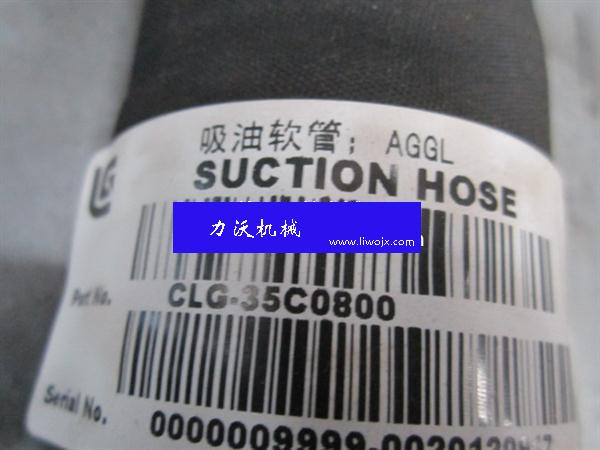 吸油软管; AGGL
SUCTION HOSE
力沃机械
www.liwojx.com
Part No.
CLG-35C0800
Serial No.